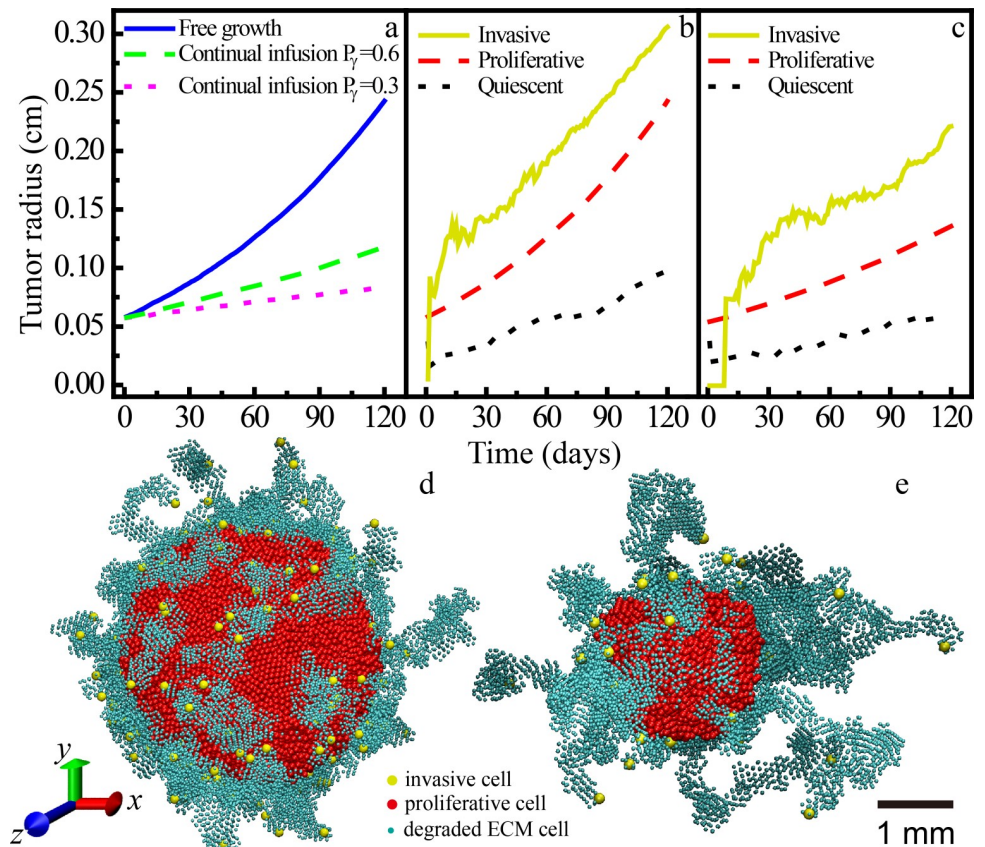 0.30
0.25
0.20
0.15
0.10
0.05
0.00
Tumor radius (cm)
a
Free growth
Continual infusion Pγ=0.6
Continual infusion Pγ=0.3
0 30 60 90 120
b
Invasive
Proliferative
Quiescent
0 30 60 90 120
c
Invasive
Proliferative
Quiescent
0 30 60 90 120
Time (days)
d
e
y
x
z
invasive cell
proliferative cell
degraded ECM cell
1 mm